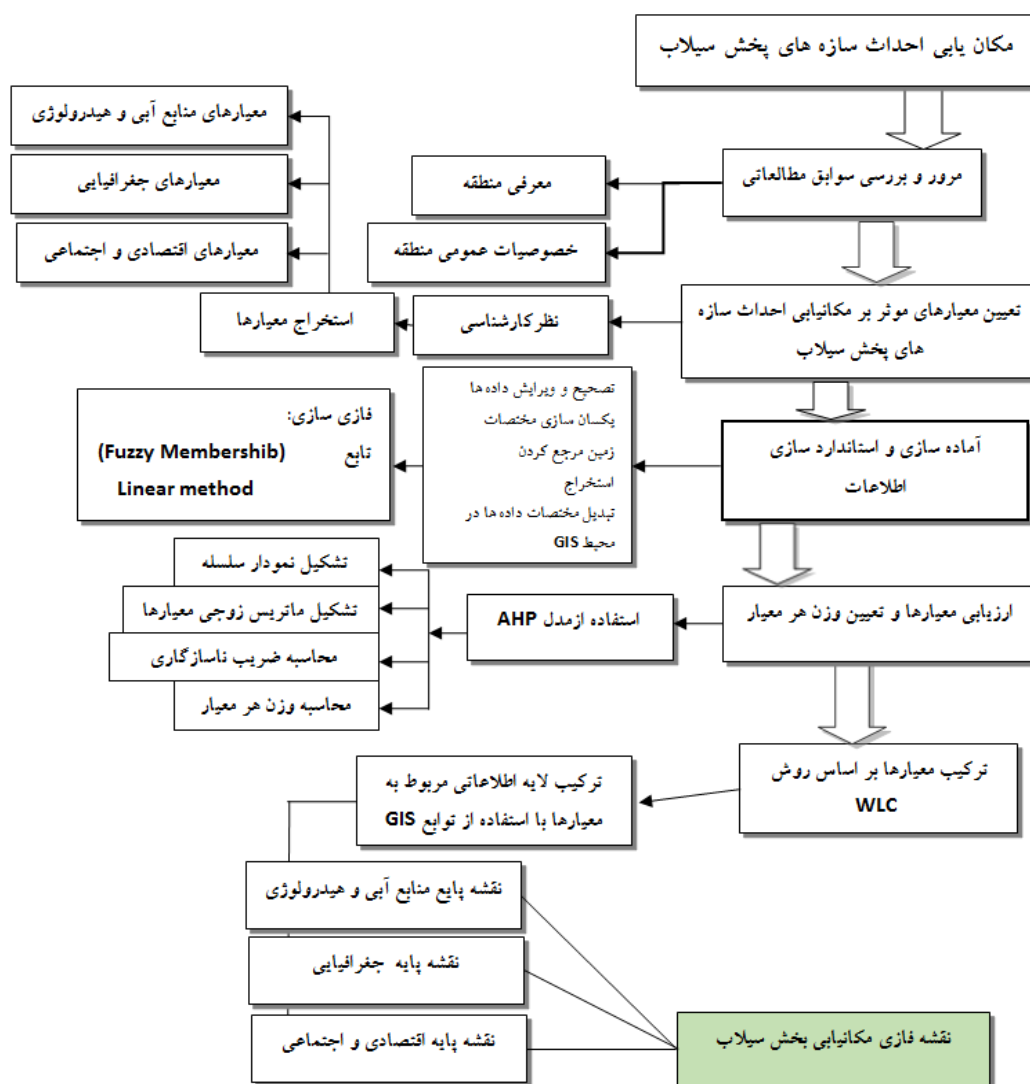 مکان یابی احداث سازه های پخش سیلاب
مرور و بررسی سوابق مطالعاتی
معرفی منطقه
خصوصیات عمومی منطقه
تعیین معیارهای موثر بر مکانیابی احداث سازه
های پخش سیلاب
نظرکارشناسی
استخراج معیارها
معیارهای منابع آبی و هیدرولوژی
معیارهای جغرافیایی
معیارهای اقتصادی و اجتماعی
آماده سازی و استاندارد سازی
اطلاعات
تصحیح و ویرایش داده ها
یکسان سازی مختصات
زمین مرجع کردن
استخراج
تبدیل مختصات داده ها در
محیط GIS
فازی سازی:
تابع (Fuzzy Membershib)
Linear method
ارزیابی معیارها و تعیین وزن هر معیار
استفاده ازمدل AHP
تشکیل نمودار سلسله
تشکیل ماتریس زوجی معیارها
محاسبه ضریب ناسازگاری
محاسبه وزن هر معیار
ترکیب معیارها بر اساس روش
WLC
ترکیب لایه اطلاعاتی مربوط به
معیارها با استفاده از توابع GIS
نقشه پایع منابع آبی و هیدرولوژی
نقشه پایه جغرافیایی
نقشه پایه اقتصادی و اجتماعی
نقشه فازی مکانیابی بخش سیلاب